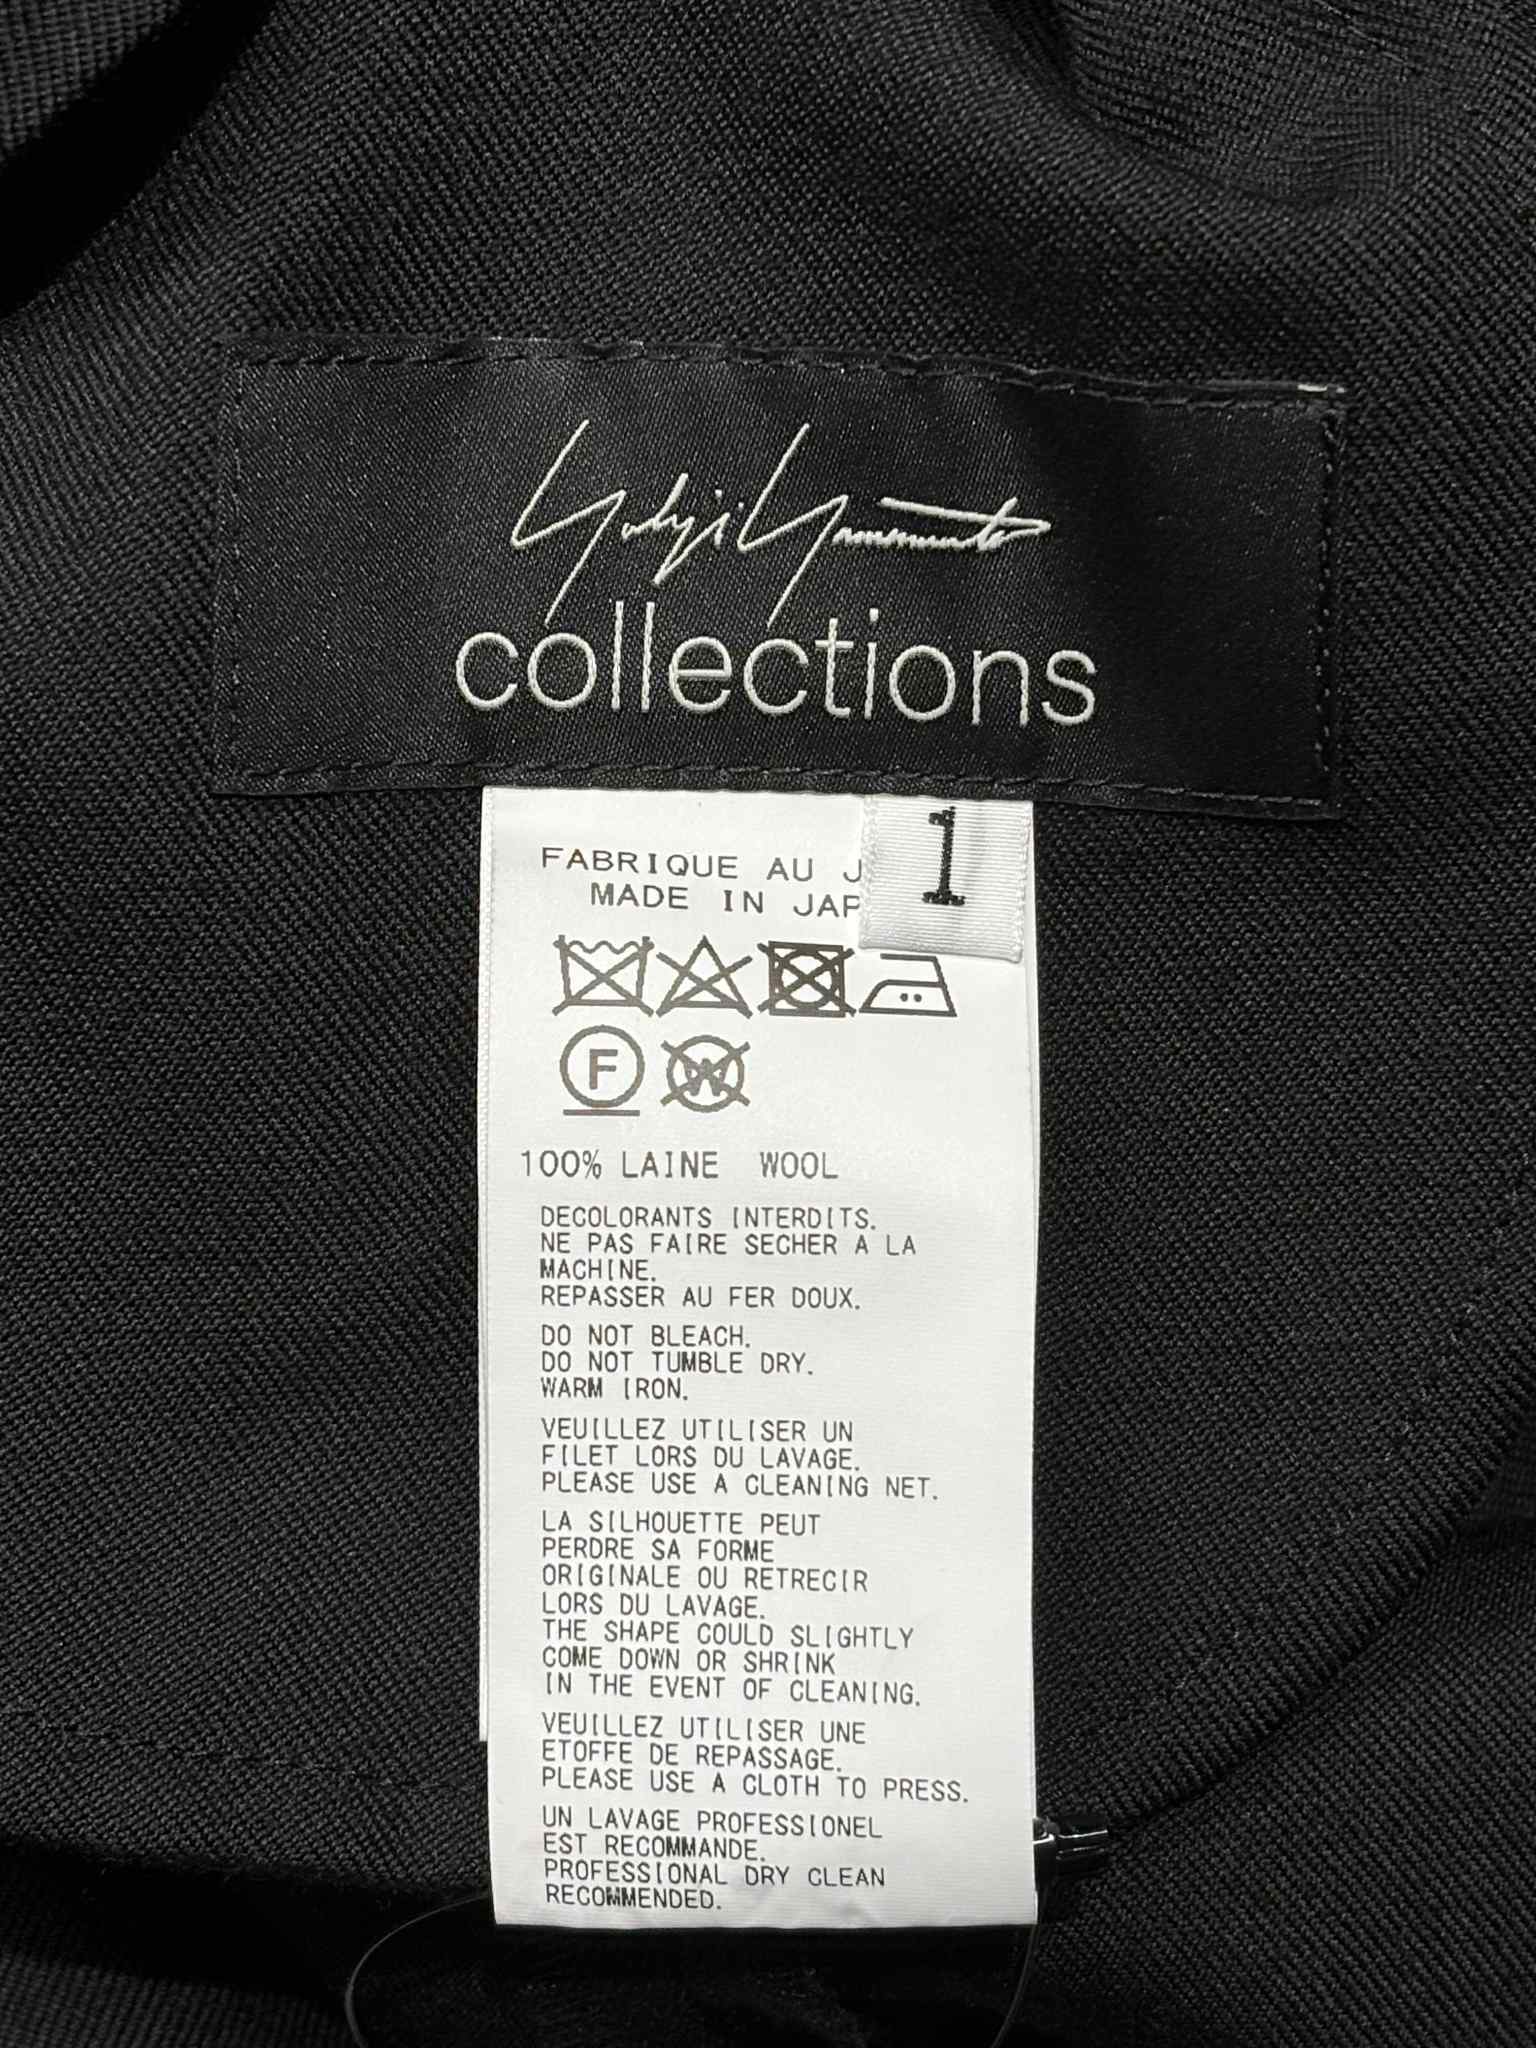 Yohji Yamamoto
collections
1
FABRIQUE AU J
MADE IN JAP
F
W
100% LAINE WOOL
DECOLORANTS INTERDITS.
NE PAS FAIRE SECHER A LA
MACHINE.
REPASSER AU FER DOUX.
DO NOT BLEACH.
DO NOT TUMBLE DRY.
WARM IRON.
VEUILLEZ UTILISER UN
FILET LORS DU LAVAGE.
PLEASE USE A CLEANING NET.
LA SILHOUETTE PEUT
PERDRE SA FORME
ORIGINALE OU RETRECIR
LORS DU LAVAGE.
THE SHAPE COULD SLIGHTLY
COME DOWN OR SHRINK
IN THE EVENT OF CLEANING.
VEUILLEZ UTILISER UNE
ETOFFE DE REPASSAGE.
PLEASE USE A CLOTH TO PRESS.
UN LAVAGE PROFESSIONEL
EST RECOMMANDE.
PROFESSIONAL DRY CLEAN
RECOMMENDED.